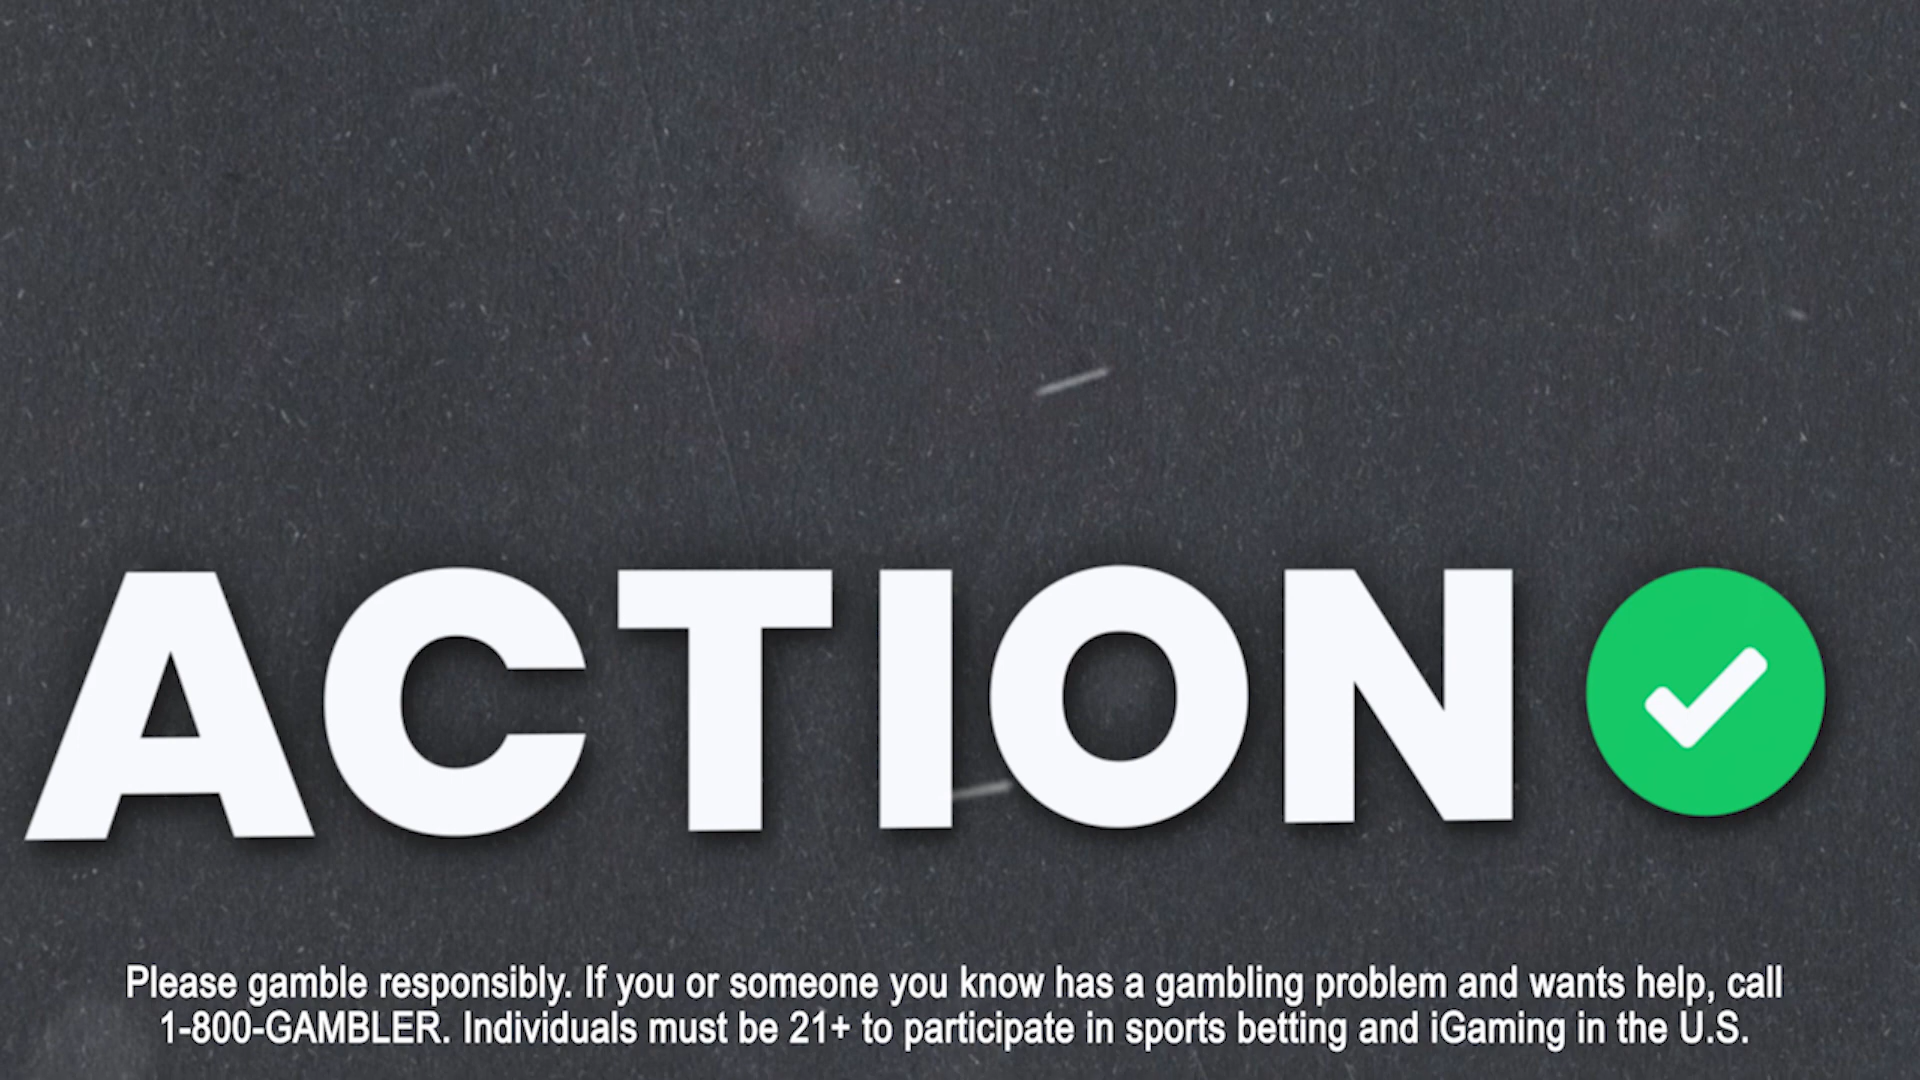 ACTION
Please gamble responsibly. If you or someone you know has a gambling problem and wants help, call
1-800-GAMBLER. Individuals must be 21+ to participate in sports betting and iGaming in the U.S.